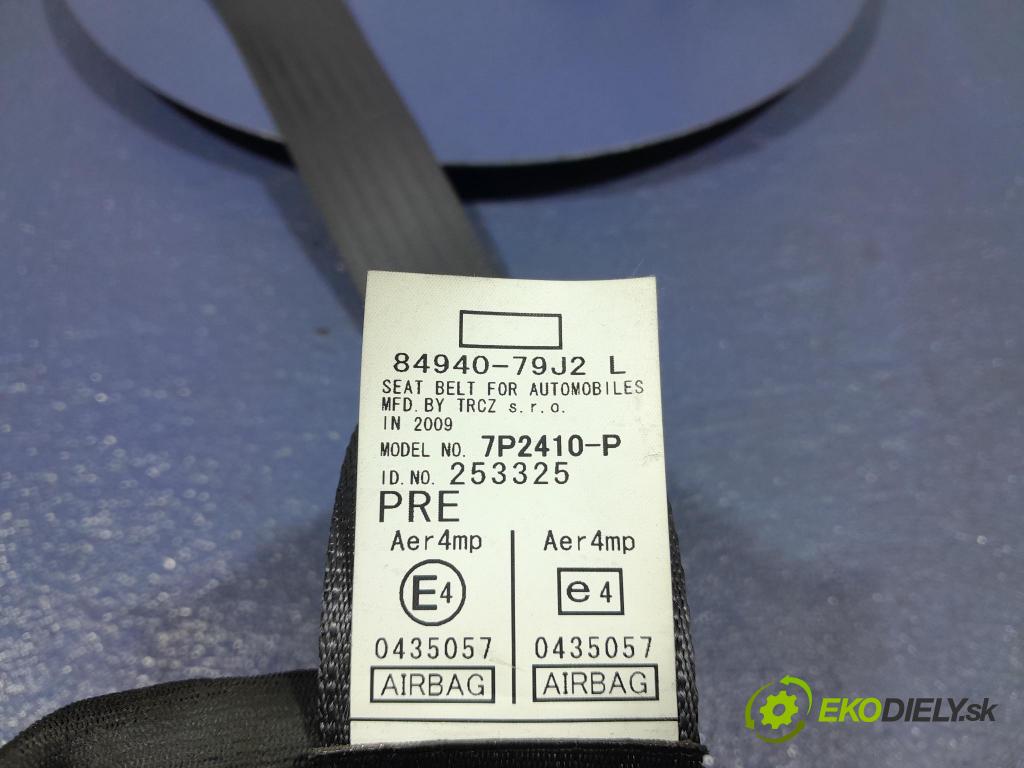 84940-79J2 L
SEAT BELT FOR AUTOMOBILES
MFD. BY TRCZ s.r.o.
IN 2009
MODEL NO. 7P2410-P
ID.NO. 253325
PRE
Aer4mp Aer4mp
E4 e4
0435057 0435057
AIRBAG AIRBAG
EKODIELY.sk